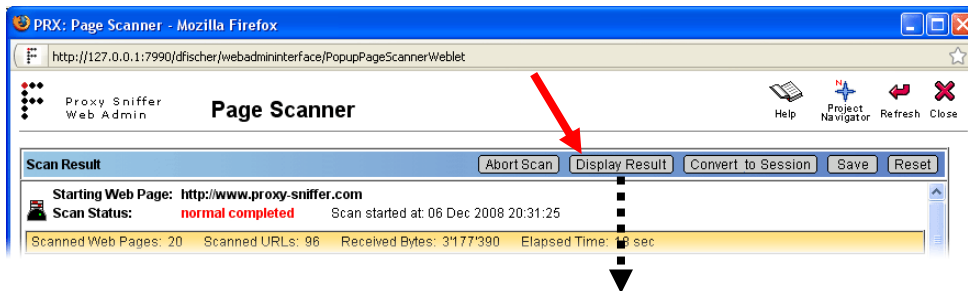 PRX: Page Scanner - Mozilla Firefox
http://127.0.0.1:7990/dfischer/webadmininterface/PopupPageScannerWeblet
Proxy Sniffer
Web Admin
Page Scanner
Help
Project Navigator
Refresh
Close
Scan Result
Abort Scan
Display Result
Convert to Session
Save
Reset
Starting Web Page: http://www.proxy-sniffer.com
Scan Status: normal completed Scan started at: 06 Dec 2008 20:31:25
Scanned Web Pages: 20 Scanned URLs: 96 Received Bytes: 3'177'390 Elapsed Time: 18 sec